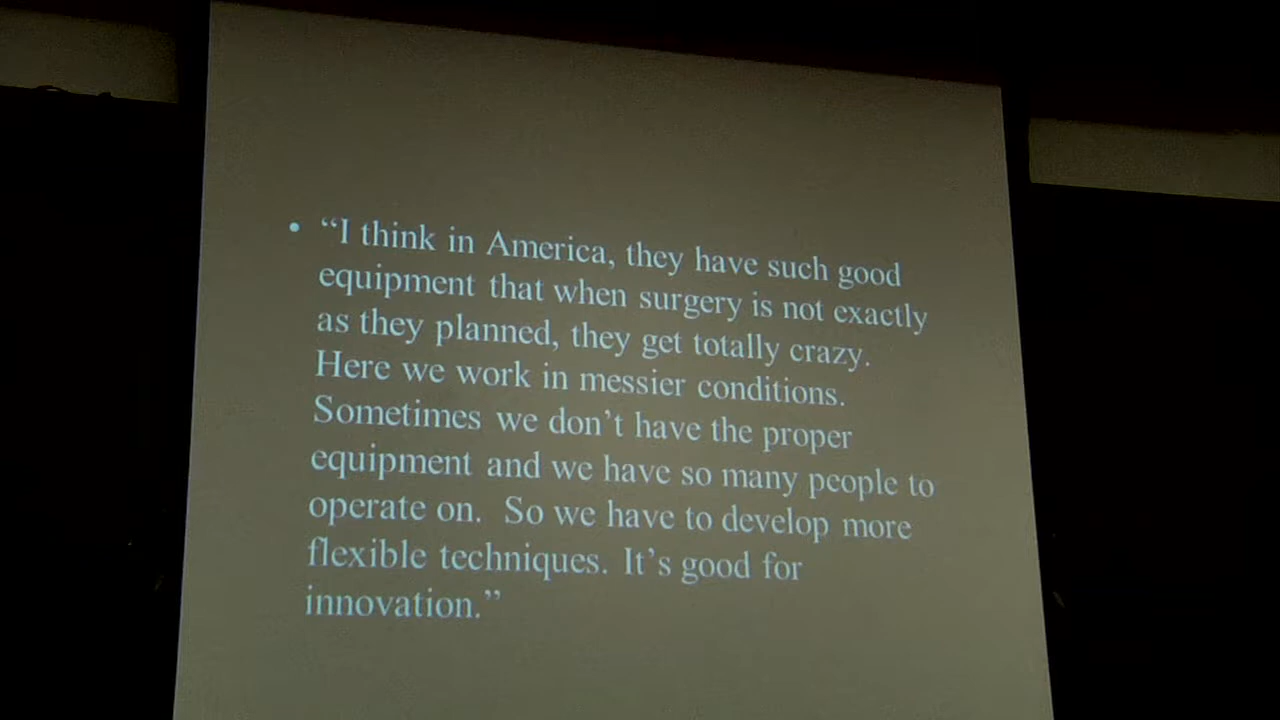 • “I think in America, they have such good
equipment that when surgery is not exactly
as they planned, they get totally crazy.
Here we work in messier conditions.
Sometimes we don’t have the proper
equipment and we have so many people to
operate on.  So we have to develop more
flexible techniques. It’s good for
innovation.”